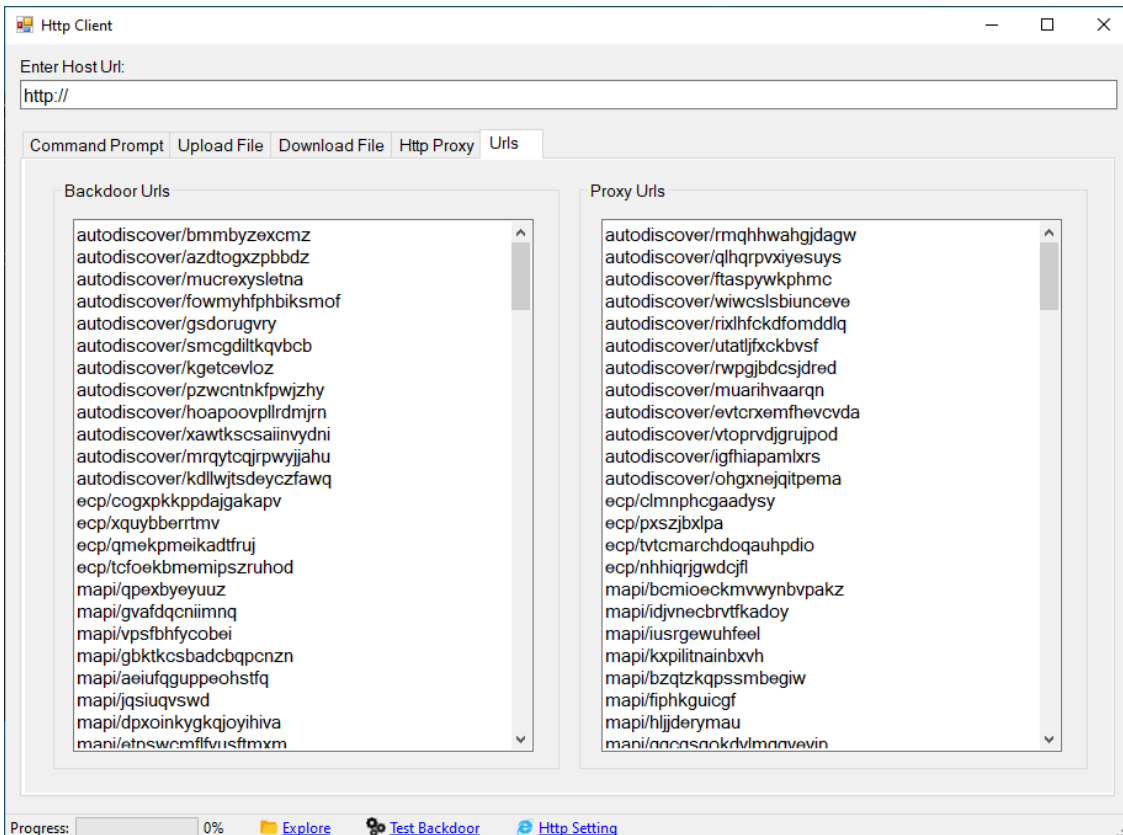 Http Client
Enter Host Url:
http://
Command Prompt Upload File Download File Http Proxy Urls
Backdoor Urls
autodiscover/bmmbyzexcmz
autodiscover/azdtogxzpbbdz
autodiscover/mucrexysletna
autodiscover/fowmyhfphbiksmof
autodiscover/gsdorugvry
autodiscover/smcgdiltkqvbcb
autodiscover/kgetcevloz
autodiscover/pzwcntnkfpwjzhy
autodiscover/hoapoovpllrdmjrn
autodiscover/xawtkscsaiinvydni
autodiscover/mrqytcqjrpwyjjahu
autodiscover/kdllwjtsdeyczfawq
ecp/cogxpkkppdajgakapv
ecp/xquybberrtmv
ecp/qmekpmeikadtfruj
ecp/tcfoekbmemipszruhod
mapi/qpexbyeyuuz
mapi/gvafdqcniimnq
mapi/vpsfbhfycobei
mapi/gbktkcsbadcbqpcnzn
mapi/aeiufqguppeohstfq
mapi/jqsiuqvswd
mapi/dpxoinkygkqjoyihiva
Proxy Urls
autodiscover/rmqhhwahgjdagw
autodiscover/qlhqrpvxiyesuys
autodiscover/ftaspywkphmc
autodiscover/wiwcslsbiunceve
autodiscover/rixlhfckdfomddlq
autodiscover/utatljfxckbvsf
autodiscover/rwpgjbdcsjdred
autodiscover/muarihvaarqn
autodiscover/evtcrxemfhevcvda
autodiscover/vtoprvdjgrujpod
autodiscover/igfhiapamlxrs
autodiscover/ohgxnejqitpema
ecp/clmnphcgaadysy
ecp/pxszjbxlpa
ecp/tvtcmarchdoqauhpdio
ecp/nhhiqrjgwdcjfl
mapi/bcmioeckmvwynbvpakz
mapi/idjvnecbrvtfkadoy
mapi/iusrgewuhfeel
mapi/kxpilitnainbxvh
mapi/bzqtzkqpssmbegiw
mapi/fiphkguicgf
mapi/hljjderymau
Progress: 0% Explore Test Backdoor Http Setting